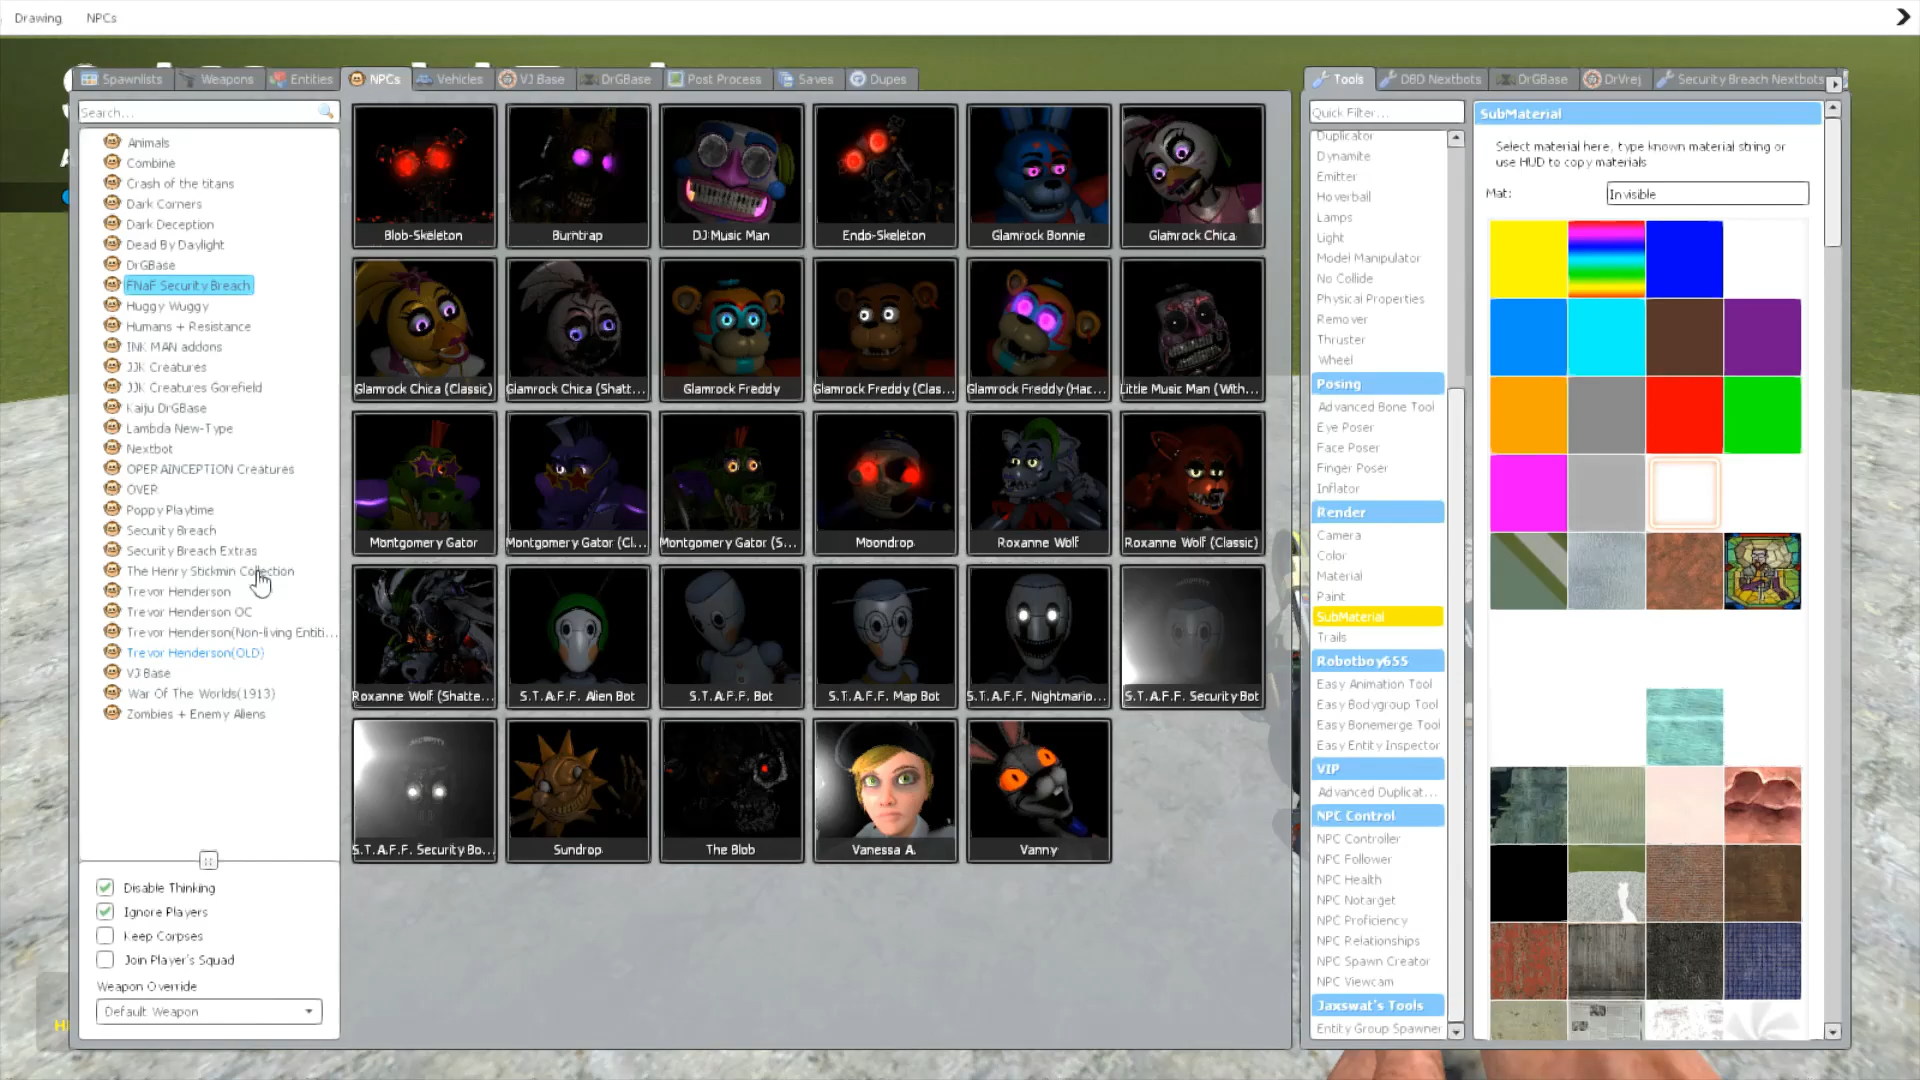 Drawing NPCs
Spawnlists Weapons Entities NPCs Vehicles VJ Base DrGBase Post Process Saves Dupes
Tools DBD Nextbots DrGBase DrVrej Security Breach Nextbots
Search...
Animals
Combine
Crash of the titans
Dark Corners
Dark Deception
Dead By Daylight
DrGBase
FNaF Security Breach
Huggy Wuggy
Humans + Resistance
INK MAN addons
JJK Creatures
JJK Creatures Gorefield
Kaiju DrGBase
Lambda New-Type
Nextbot
OPERAINCEPTION Creatures
OVER
Poppy Playtime
Security Breach
Security Breach Extras
The Henry Stickmin Collection
Trevor Henderson
Trevor Henderson OC
Trevor Henderson(Non-living Entiti...
Trevor Henderson(OLD)
VJ Base
War Of The Worlds(1913)
Zombies + Enemy Aliens
Disable Thinking
Ignore Players
Keep Corpses
Join Player's Squad
Weapon Override
Default Weapon
Blob-Skeleton Burntrap DJ Music Man Endo-Skeleton Glamrock Bonnie Glamrock Chica
Glamrock Chica (Classic) Glamrock Chica (Shatt... Glamrock Freddy Glamrock Freddy (Clas... Glamrock Freddy (Hac... Little Music Man (With...
Montgomery Gator Montgomery Gator (Cl... Montgomery Gator (S... Moondrop Roxanne Wolf Roxanne Wolf (Classic)
Roxanne Wolf (Shatte... S.T.A.F.F. Alien Bot S.T.A.F.F. Bot S.T.A.F.F. Map Bot S.T.A.F.F. Nightmario... S.T.A.F.F. Security Bot
S.T.A.F.F. Security Bo... Sundrop The Blob Vanessa A. Vanny
Quick Filter...
Duplicator
Dynamite
Emitter
Hoverball
Lamps
Light
Model Manipulator
No Collide
Physical Properties
Remover
Thruster
Wheel
Posing
Advanced Bone Tool
Eye Poser
Face Poser
Finger Poser
Inflator
Render
Camera
Color
Material
Paint
SubMaterial
Trails
Robotboy655
Easy Animation Tool
Easy Bodygroup Tool
Easy Bonemerge Tool
Easy Entity Inspector
VIP
Advanced Duplicat...
NPC Control
NPC Controller
NPC Follower
NPC Health
NPC Notarget
NPC Proficiency
NPC Relationships
NPC Spawn Creator
NPC Viewcam
Jaxswat's Tools
Entity Group Spawner
SubMaterial
Select material here, type known material string or
use HUD to copy materials
Mat: Invisible